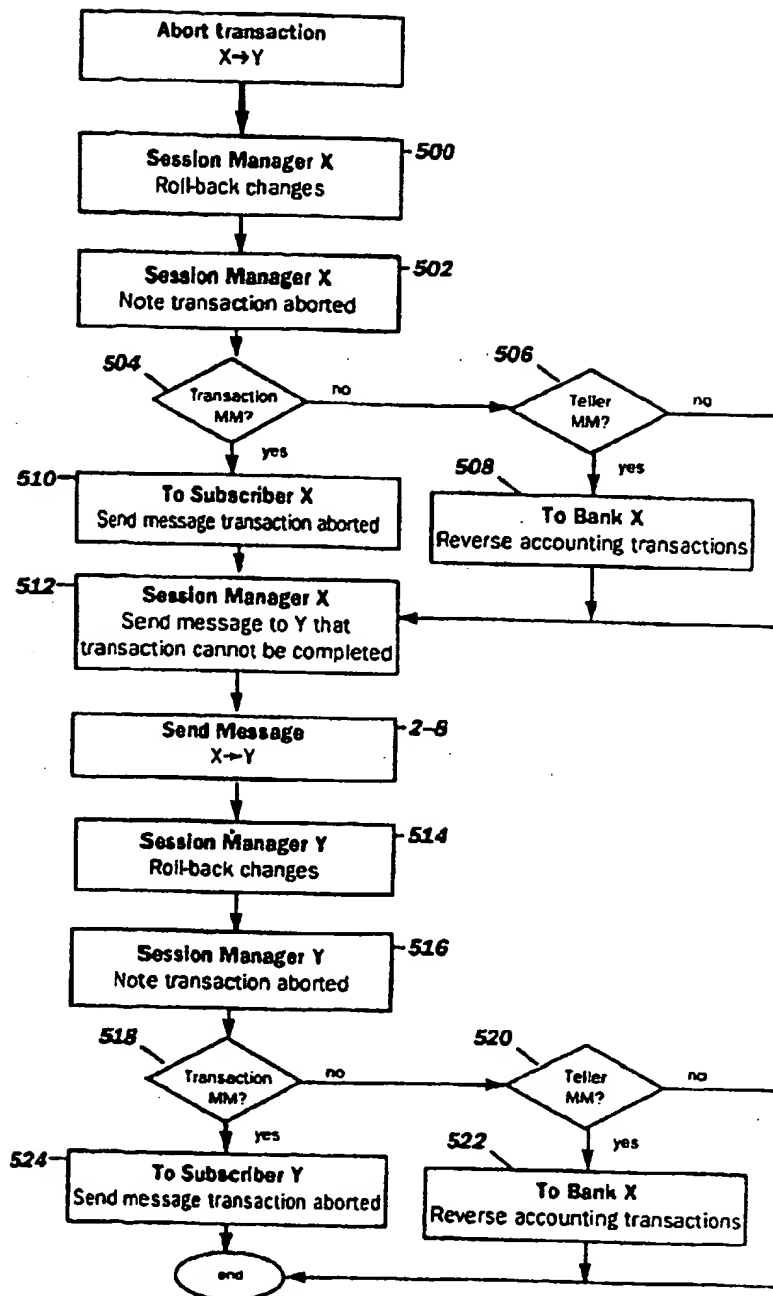 Abort transaction
X→Y
Session Manager X
Roll-back changes
500
Session Manager X
Note transaction aborted
502
504
Transaction
MM?
no
yes
506
Teller
MM?
no
yes
510
To Subscriber X
Send message transaction aborted
508
To Bank X
Reverse accounting transactions
512
Session Manager X
Send message to Y that
transaction cannot be completed
Send Message
X→Y
2-8
Session Manager Y
Roll-back changes
514
Session Manager Y
Note transaction aborted
516
518
Transaction
MM?
no
yes
520
Teller
MM?
no
yes
524
To Subscriber Y
Send message transaction aborted
522
To Bank X
Reverse accounting transactions
end